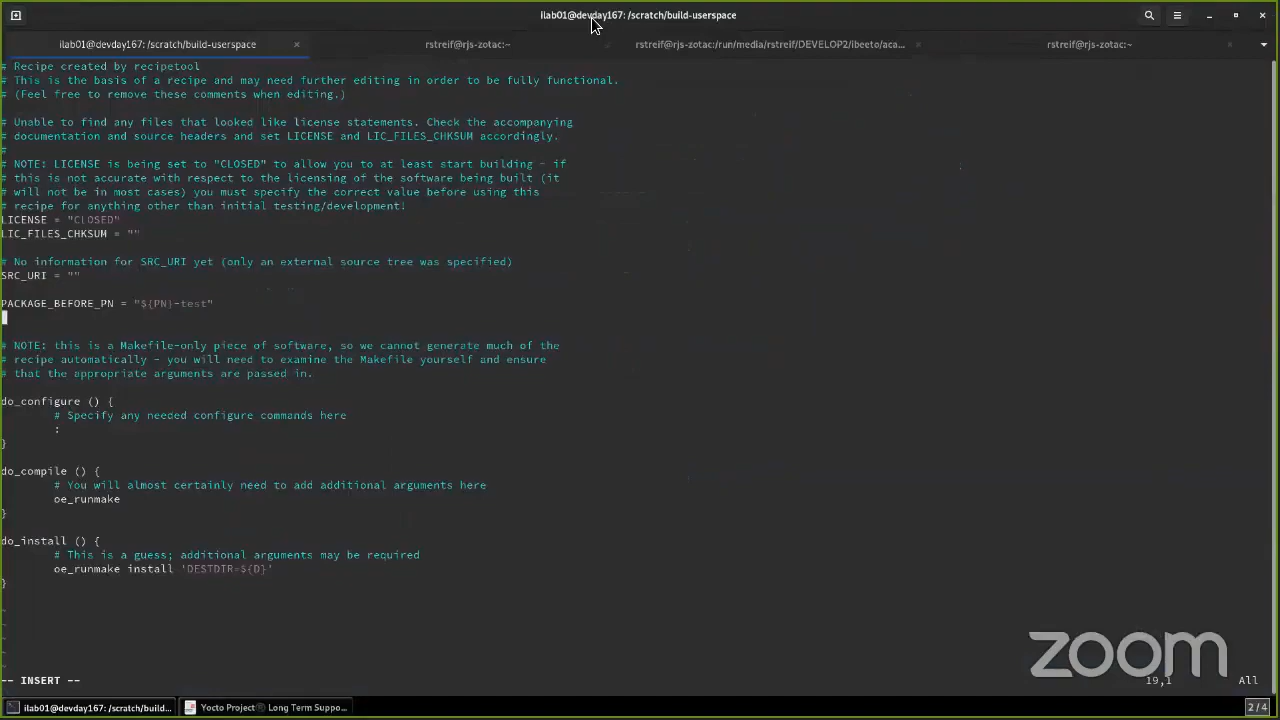 ilab01@devday167: /scratch/build-userspace
ilab01@devday167: /scratch/build-userspace
rstreif@rjs-zotac:~
rstreif@rjs-zotac:/run/media/rstreif/DEVELOP2/ibeeto/aca...
rstreif@rjs-zotac:~
# Recipe created by recipetool
# This is the basis of a recipe and may need further editing in order to be fully functional.
# (Feel free to remove these comments when editing.)
# Unable to find any files that looked like license statements. Check the accompanying
# documentation and source headers and set LICENSE and LIC_FILES_CHKSUM accordingly.
#
# NOTE: LICENSE is being set to "CLOSED" to allow you to at least start building - if
# this is not accurate with respect to the licensing of the software being built (it
# will not be in most cases) you must specify the correct value before using this
# recipe for anything other than initial testing/development!
LICENSE = "CLOSED"
LIC_FILES_CHKSUM = ""
# No information for SRC_URI yet (only an external source tree was specified)
SRC_URI = ""
PACKAGE_BEFORE_PN = "${PN}-test"
# NOTE: this is a Makefile-only piece of software, so we cannot generate much of the
# recipe automatically - you will need to examine the Makefile yourself and ensure
# that the appropriate arguments are passed in.
do_configure () {
# Specify any needed configure commands here
:
}
do_compile () {
# You will almost certainly need to add additional arguments here
oe_runmake
}
do_install () {
# This is a guess; additional arguments may be required
oe_runmake install 'DESTDIR=${D}'
}
~
~
~
~
~
-- INSERT --
19,1
All
zoom
ilab01@devday167: /scratch/build...
Yocto Project® Long Term Suppo...
2 / 4